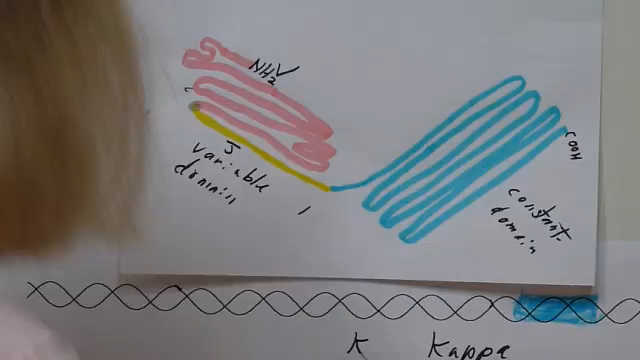 NH2 V
COOH
J
variable
domain
constant
domain
K Kappa